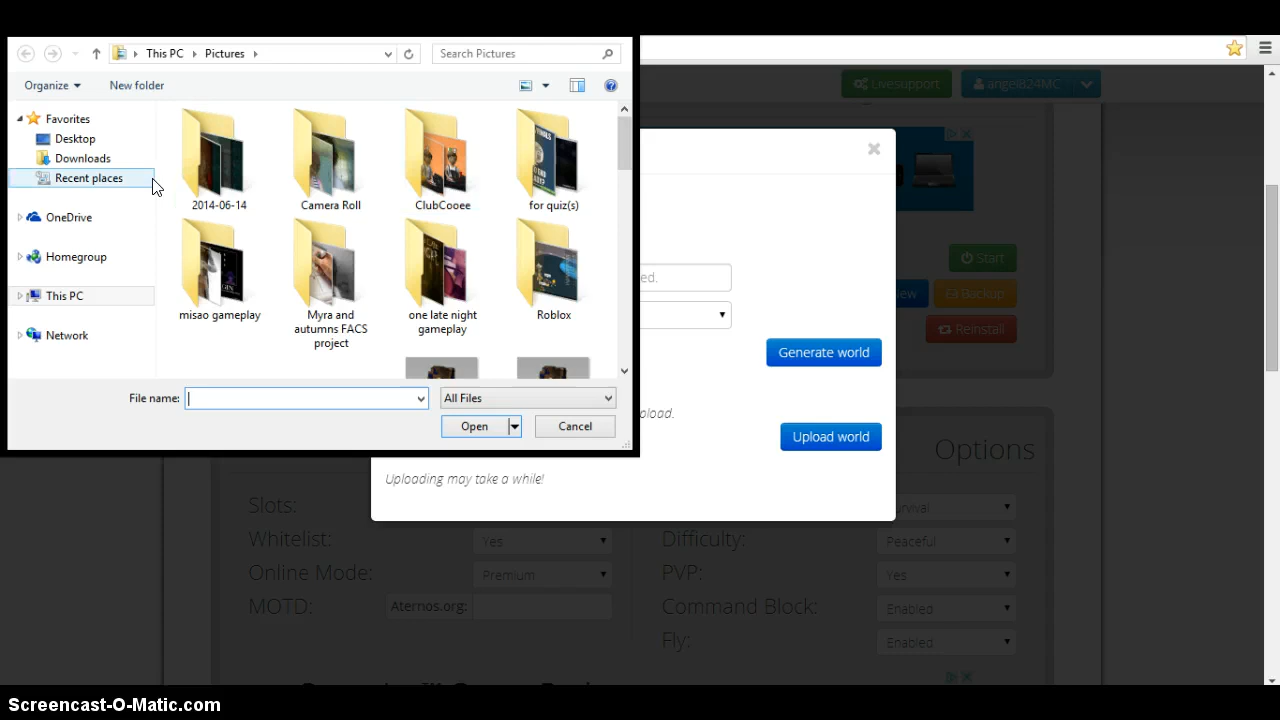 This PC
Pictures
Search Pictures
Organize
New folder
Favorites
Desktop
Downloads
Recent places
OneDrive
Homegroup
This PC
Network
2014-06-14
Camera Roll
ClubCooee
for quiz(s)
misao gameplay
Myra and
autumns FACS
project
one late night
gameplay
Roblox
File name:
All Files
Open
Cancel
Livesupport
angel824MC
ed.
Start
Backup
Reinstall
Generate world
pload.
Upload world
Uploading may take a while!
Options
Slots:
Whitelist: Yes
Difficulty: Peaceful
Online Mode: Premium
PVP: Yes
MOTD: Aternos.org:
Command Block: Enabled
Fly: Enabled
Screencast-O-Matic.com